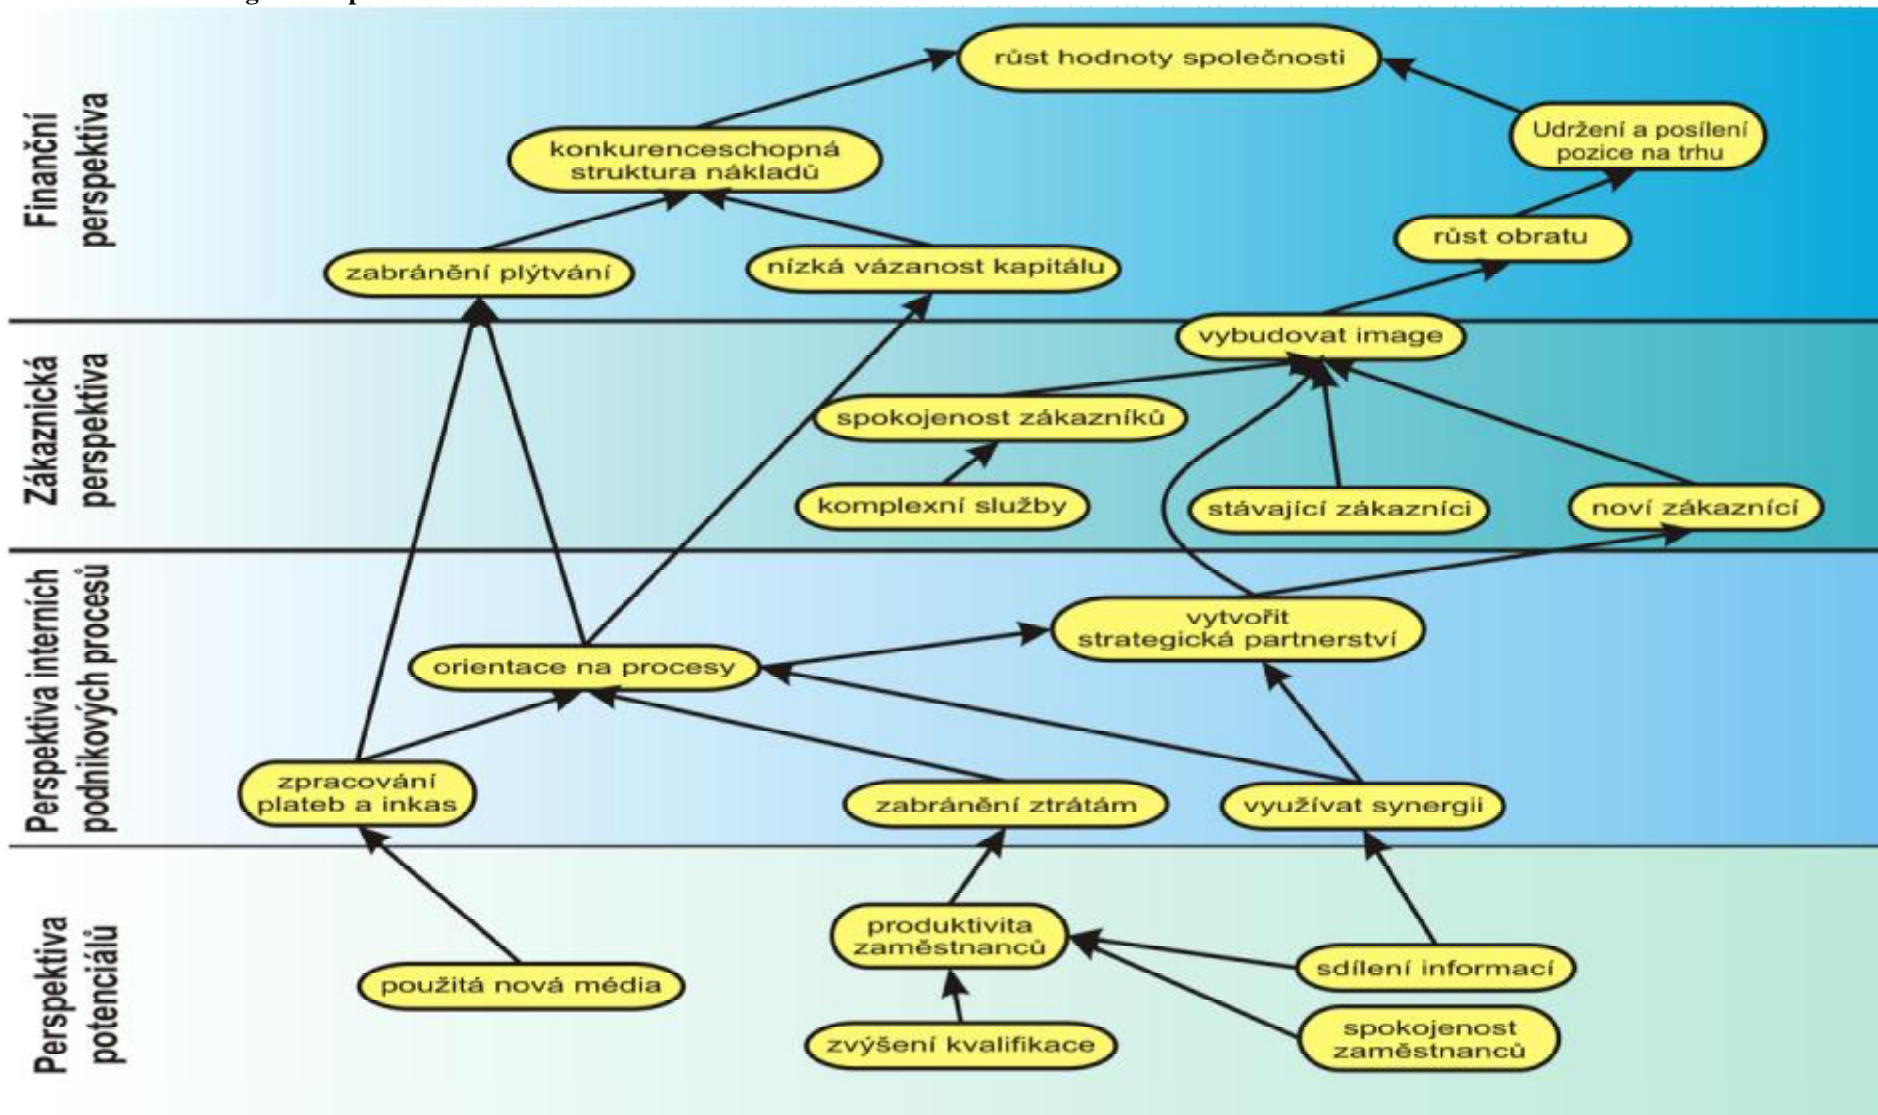 Finanční
perspektiva
růst hodnoty společnosti
Udržení a posílení
pozice na trhu
konkurenceschopná
struktura nákladů
růst obratu
zabránění plýtvání
nízká vázanost kapitálu
Zákaznická
perspektiva
vybudovat image
spokojenost zákazníků
komplexní služby
stávající zákazníci
noví zákaznící
Perspektiva interních
podnikových procesů
vytvořit
strategická partnerství
orientace na procesy
zpracování
plateb a inkas
zabránění ztrátám
využívat synergii
Perspektiva
potenciálů
produktivita
zaměstnanců
sdílení informací
použitá nová média
zvýšení kvalifikace
spokojenost
zaměstnanců